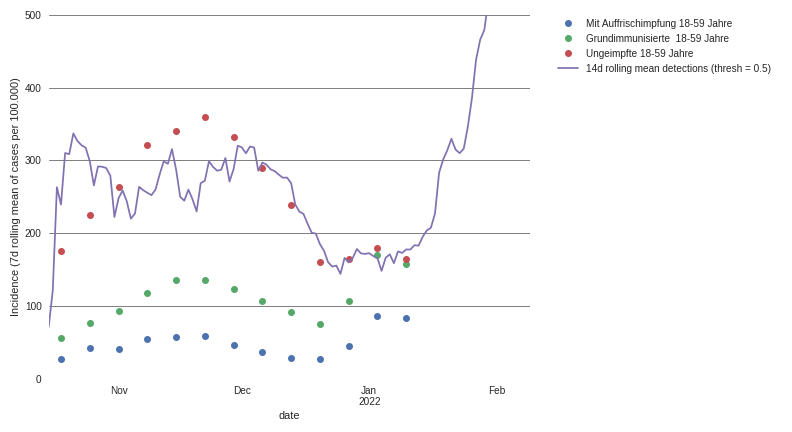 500
400
300
200
100
0
Incidence (7d rolling mean of cases per 100.000)
Nov
Dec
Jan
2022
Feb
date
Mit Auffrischimpfung 18-59 Jahre
Grundimmunisierte  18-59 Jahre
Ungeimpfte 18-59 Jahre
14d rolling mean detections (thresh = 0.5)